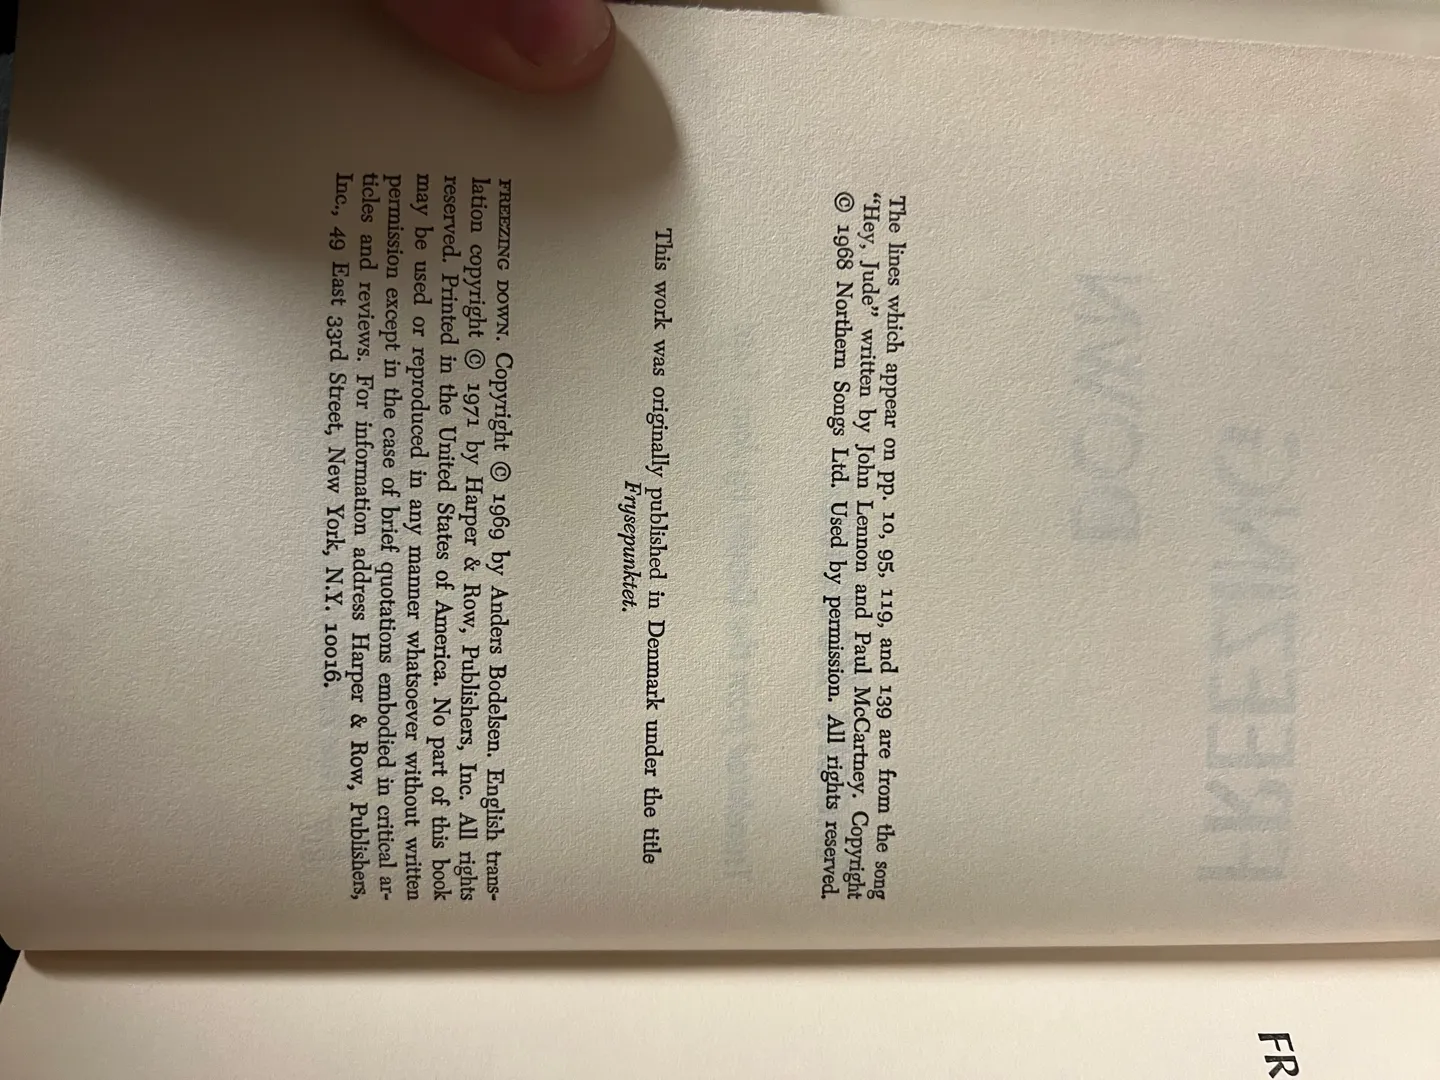 The lines which appear on pp. 10, 95, 119, and 139 are from the song
“Hey, Jude” written by John Lennon and Paul McCartney. Copyright
© 1968 Northern Songs Ltd. Used by permission. All rights reserved.
This work was originally published in Denmark under the title
Frysepunktet.
FREEZING DOWN. Copyright © 1969 by Anders Bodelsen. English trans-
lation copyright © 1971 by Harper & Row, Publishers, Inc. All rights
reserved. Printed in the United States of America. No part of this book
may be used or reproduced in any manner whatsoever without written
permission except in the case of brief quotations embodied in critical ar-
ticles and reviews. For information address Harper & Row, Publishers,
Inc., 49 East 33rd Street, New York, N.Y. 10016.
FR